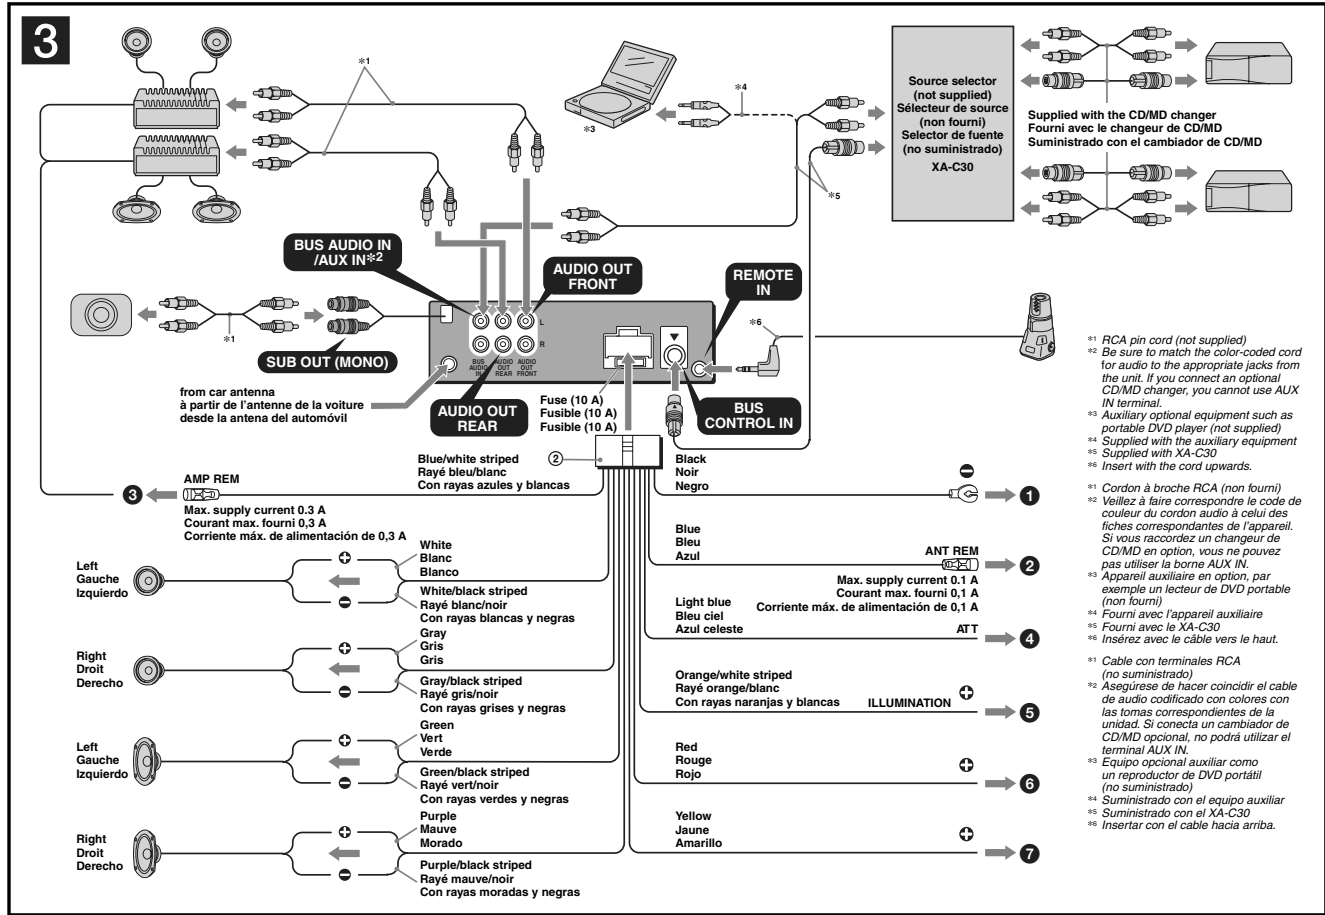 3
*1
*4
*3
*5
Source selector
(not supplied)
Sélecteur de source
(non fourni)
Selector de fuente
(no suministrado)
XA-C30
Supplied with the CD/MD changer
Fourni avec le changeur de CD/MD
Suministrado con el cambiador de CD/MD
BUS AUDIO IN
/AUX IN*2
AUDIO OUT
FRONT
REMOTE
IN
*1
SUB OUT (MONO)
L
R
BUS
AUDIO
IN
AUDIO
OUT
REAR
AUDIO
OUT
FRONT
*6
from car antenna
à partir de l'antenne de la voiture
desde la antena del automóvil
AUDIO OUT
REAR
Fuse (10 A)
Fusible (10 A)
Fusible (10 A)
BUS
CONTROL IN
2
Blue/white striped
Rayé bleu/blanc
Con rayas azules y blancas
3
AMP REM
Max. supply current 0.3 A
Courant max. fourni 0,3 A
Corriente máx. de alimentación de 0,3 A
Left
Gauche
Izquierdo
+
−
White
Blanc
Blanco
White/black striped
Rayé blanc/noir
Con rayas blancas y negras
Right
Droit
Derecho
+
−
Gray
Gris
Gris
Gray/black striped
Rayé gris/noir
Con rayas grises y negras
Left
Gauche
Izquierdo
+
−
Green
Vert
Verde
Green/black striped
Rayé vert/noir
Con rayas verdes y negras
Right
Droit
Derecho
+
−
Purple
Mauve
Morado
Purple/black striped
Rayé mauve/noir
Con rayas moradas y negras
Black
Noir
Negro
−
1
Blue
Bleu
Azul
ANT REM
2
Max. supply current 0.1 A
Courant max. fourni 0,1 A
Corriente máx. de alimentación de 0,1 A
Light blue
Bleu ciel
Azul celeste
ATT
4
Orange/white striped
Rayé orange/blanc
Con rayas naranjas y blancas
ILLUMINATION
+
5
Red
Rouge
Rojo
+
6
Yellow
Jaune
Amarillo
+
7
*1 RCA pin cord (not supplied)
*2 Be sure to match the color-coded cord
for audio to the appropriate jacks from
the unit. If you connect an optional
CD/MD changer, you cannot use AUX
IN terminal.
*3 Auxiliary optional equipment such as
portable DVD player (not supplied)
*4 Supplied with the auxiliary equipment
*5 Supplied with XA-C30
*6 Insert with the cord upwards.
*1 Cordon à broche RCA (non fourni)
*2 Veillez à faire correspondre le code de
couleur du cordon audio à celui des
fiches correspondantes de l'appareil.
Si vous raccordez un changeur de
CD/MD en option, vous ne pouvez
pas utiliser la borne AUX IN.
*3 Appareil auxiliaire en option, par
exemple un lecteur de DVD portable
(non fourni)
*4 Fourni avec l'appareil auxiliaire
*5 Fourni avec le XA-C30
*6 Insérez avec le câble vers le haut.
*1 Cable con terminales RCA
(no suministrado)
*2 Asegúrese de hacer coincidir el cable
de audio codificado con colores con
las tomas correspondientes de la
unidad. Si conecta un cambiador de
CD/MD opcional, no podrá utilizar el
terminal AUX IN.
*3 Equipo opcional auxiliar como
un reproductor de DVD portátil
(no suministrado)
*4 Suministrado con el equipo auxiliar
*5 Suministrado con el XA-C30
*6 Insertar con el cable hacia arriba.